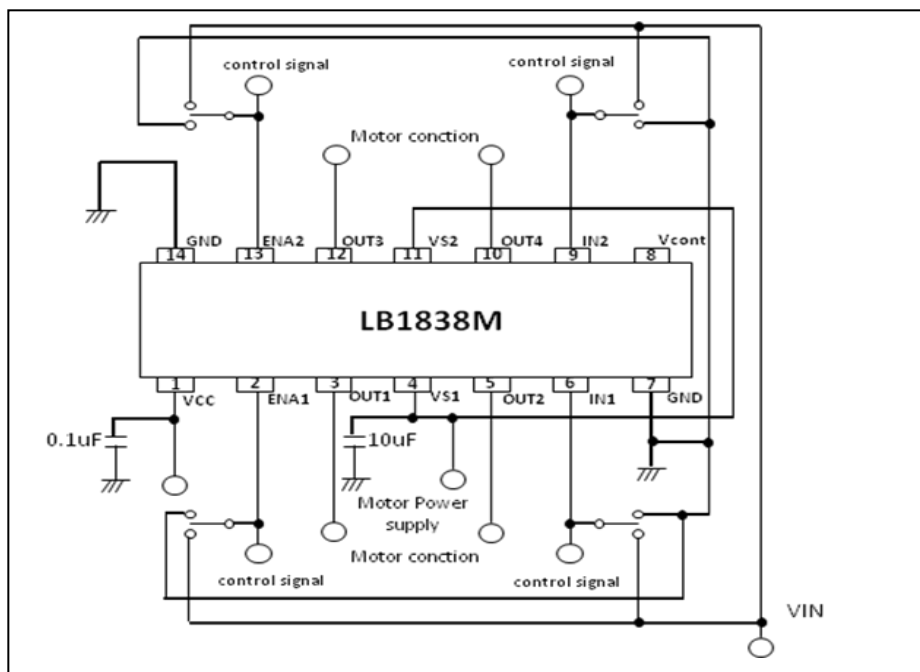 control signal
control signal
Motor conction
GND
ENA2
OUT3
VS2
OUT4
IN2
Vcont
14
13
12
11
10
9
8
LB1838M
1
2
3
4
5
6
7
VCC
ENA1
OUT1
VS1
OUT2
IN1
GND
0.1uF
10uF
Motor Power
supply
Motor conction
control signal
control signal
VIN